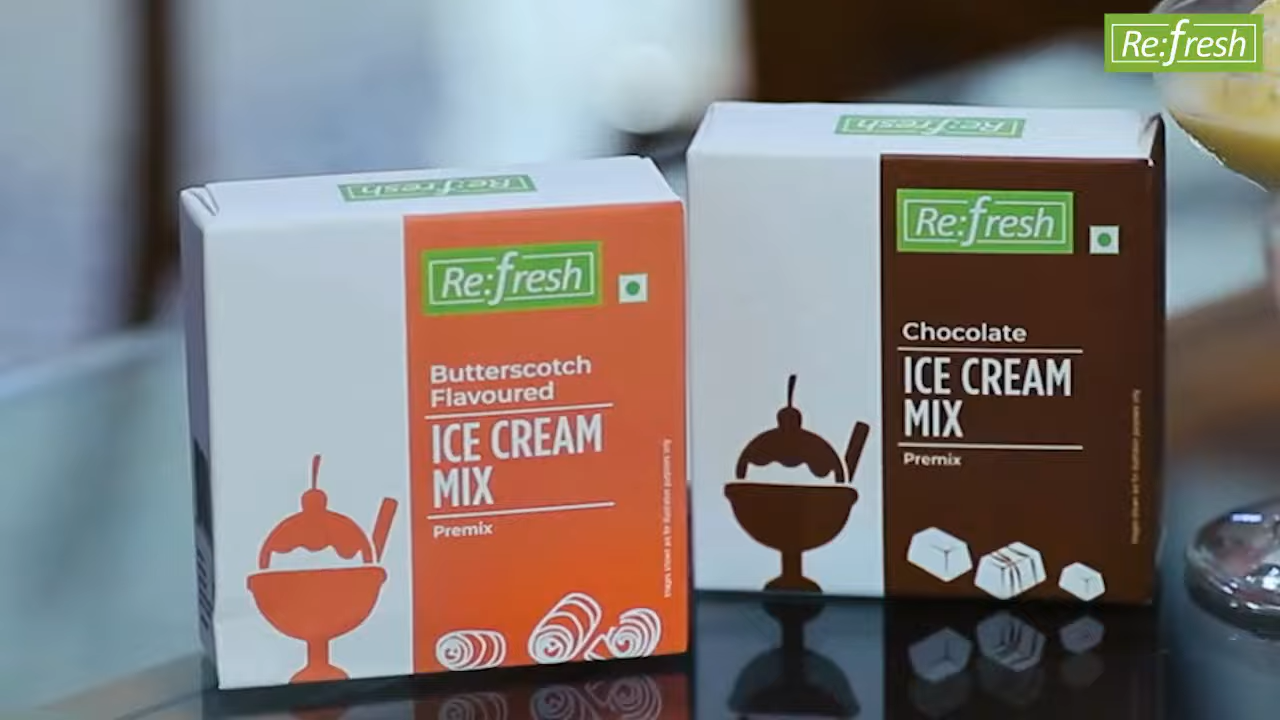 Re:fresh
Re:fresh
Re:fresh
Butterscotch
Flavoured
ICE CREAM
MIX
Premix
Re:fresh
Re:fresh
Chocolate
ICE CREAM
MIX
Premix